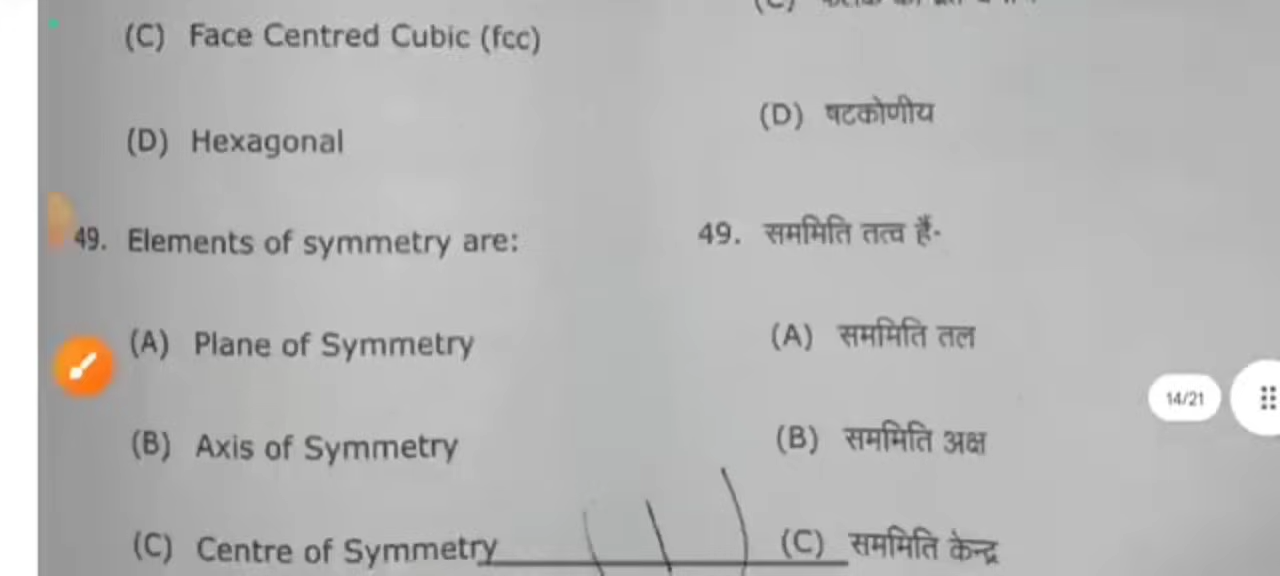 (C) Face Centred Cubic (fcc)
(D) Hexagonal
49. Elements of symmetry are:
(A) Plane of Symmetry
(B) Axis of Symmetry
(C) Centre of Symmetry
(D) षटकोणीय
49. सममिति तत्व हैं-
(A) सममिति तल
(B) सममिति अक्ष
(C) सममिति केन्द्र
14/21